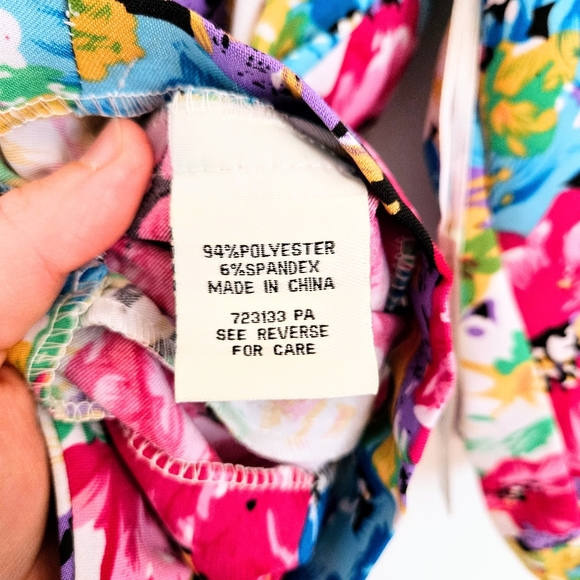 94%POLYESTER
6%SPANDEX
MADE IN CHINA
723133 PA
SEE REVERSE
FOR CARE